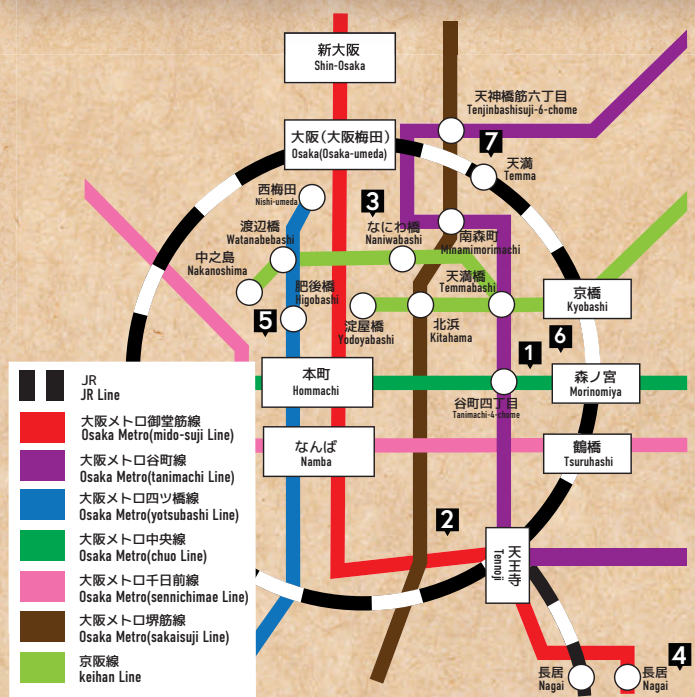 新大阪
Shin-Osaka
天神橋筋六丁目
Tenjinbashisuji-6-chome
大阪(大阪梅田)
Osaka(Osaka-umeda)
7
天満
Temma
西梅田
Nishi-umeda
3
なにわ橋
Naniwabashi
渡辺橋
Watanabebashi
南森町
Minamimorimachi
中之島
Nakanoshima
天満橋
Temmabashi
肥後橋
Higobashi
京橋
Kyobashi
5
淀屋橋
Yodoyabashi
北浜
Kitahama
6
1
本町
Hommachi
森ノ宮
Morinomiya
谷町四丁目
Tanimachi-4-chome
なんば
Namba
鶴橋
Tsuruhashi
2
天王寺
Tennoji
4
長居
Nagai
長居
Nagai
JR
JR Line
大阪メトロ御堂筋線
Osaka Metro(mido-suji Line)
大阪メトロ谷町線
Osaka Metro(tanimachi Line)
大阪メトロ四ツ橋線
Osaka Metro(yotsubashi Line)
大阪メトロ中央線
Osaka Metro(chuo Line)
大阪メトロ千日前線
Osaka Metro(sennichimae Line)
大阪メトロ堺筋線
Osaka Metro(sakaisuji Line)
京阪線
keihan Line